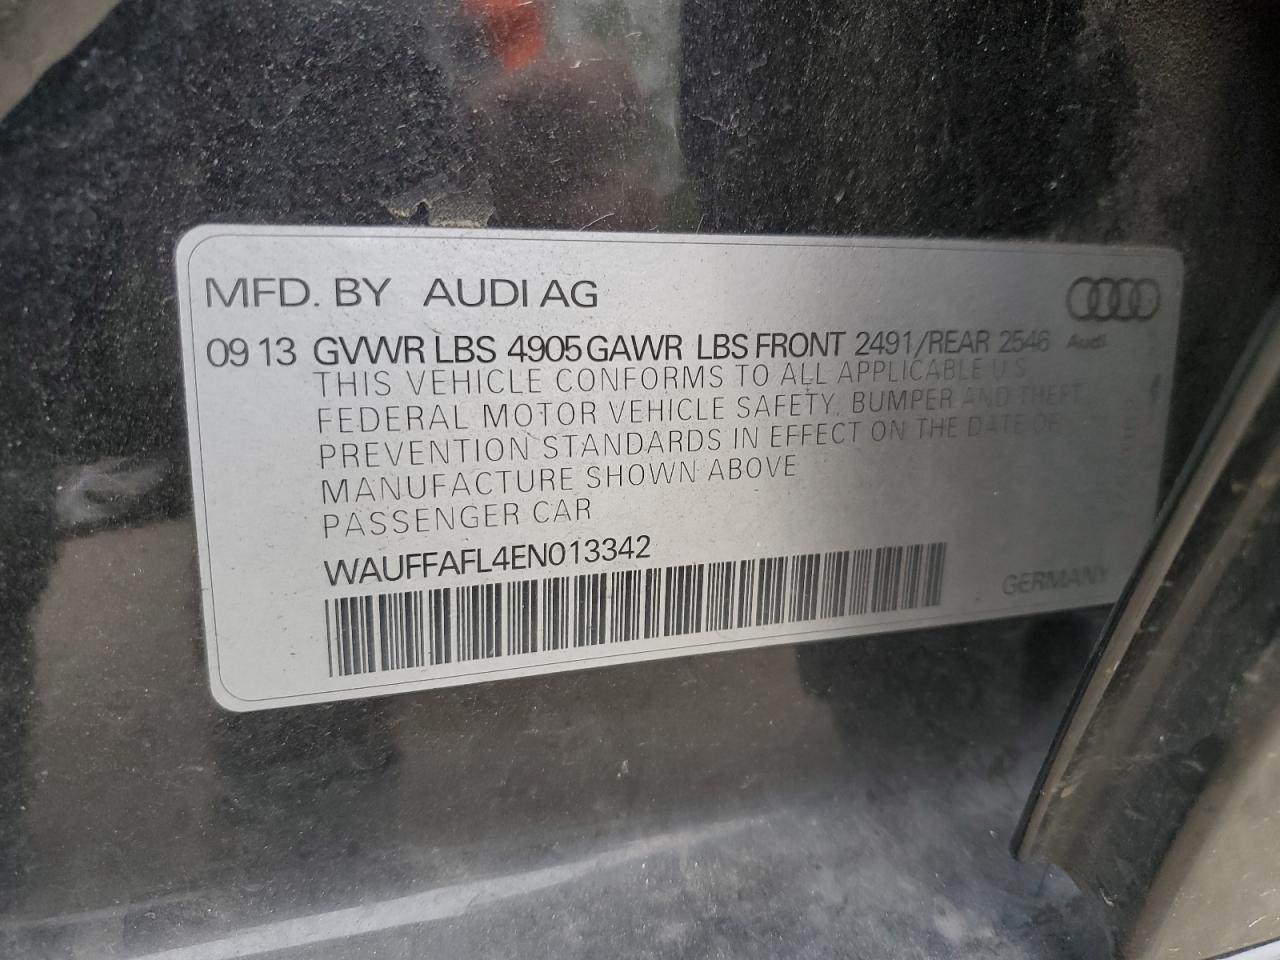 MFD. BY AUDI AG
09 13 GVWR LBS 4905 GAWR LBS FRONT 2491/REAR 2546
Audi
THIS VEHICLE CONFORMS TO ALL APPLICABLE U.S.
FEDERAL MOTOR VEHICLE SAFETY, BUMPER AND THEFT
PREVENTION STANDARDS IN EFFECT ON THE DATE OF
MANUFACTURE SHOWN ABOVE
PASSENGER CAR
WAUFFAFL4EN013342
GERMANY